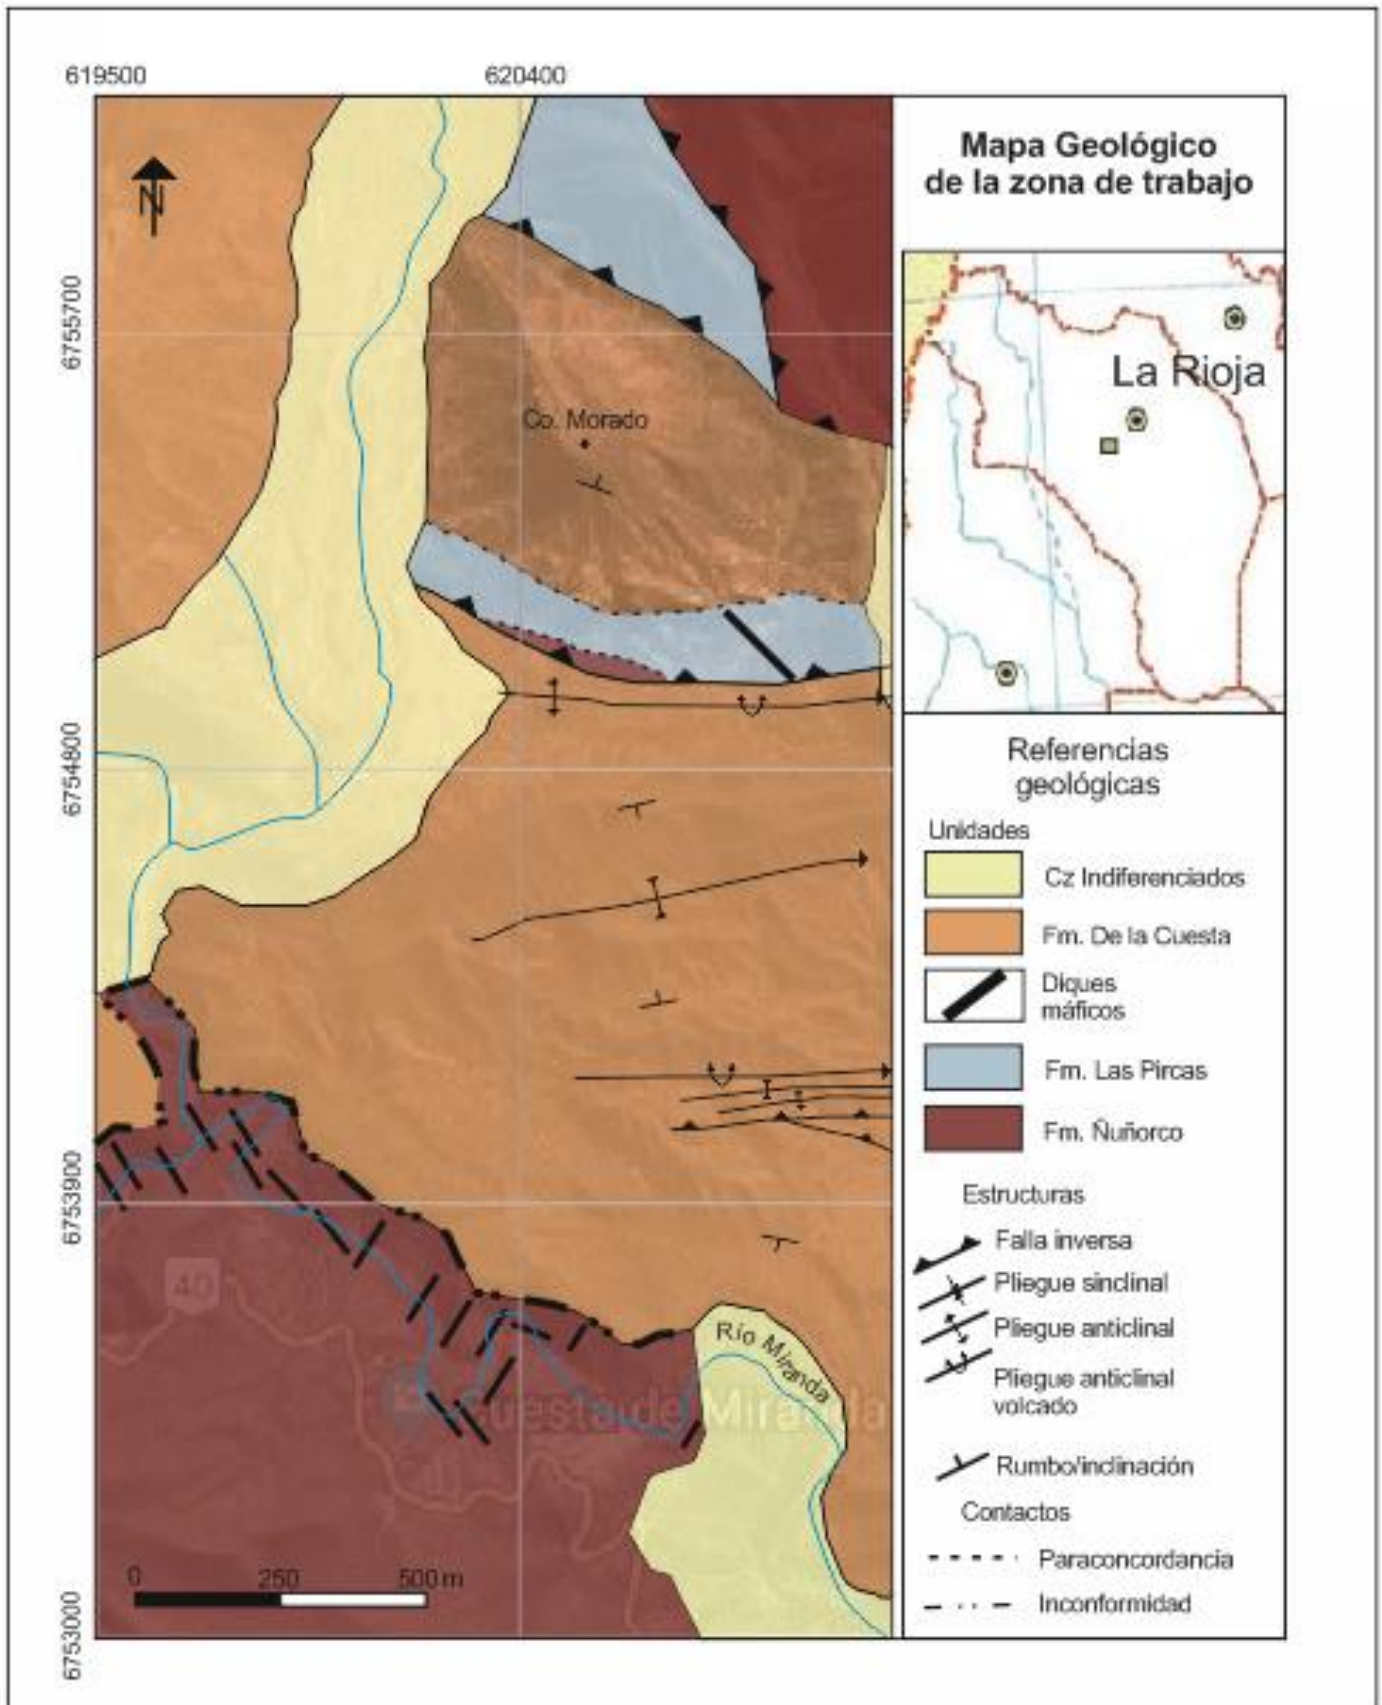 619500
620400
N
6755700
6754800
6753900
6753000
Co. Morado
40
Cuesta de Miranda
Río Miranda
0 250 500 m
Mapa Geológico
de la zona de trabajo
La Rioja
Referencias
geológicas
Unidades
Cz Indiferenciados
Fm. De la Cuesta
Diques
máficos
Fm. Las Pircas
Fm. Ñuñorco
Estructuras
Falla inversa
Pliegue sinclinal
Pliegue anticlinal
Pliegue anticlinal
volcado
Rumbo/inclinación
Contactos
Paraconcordancia
Inconformidad